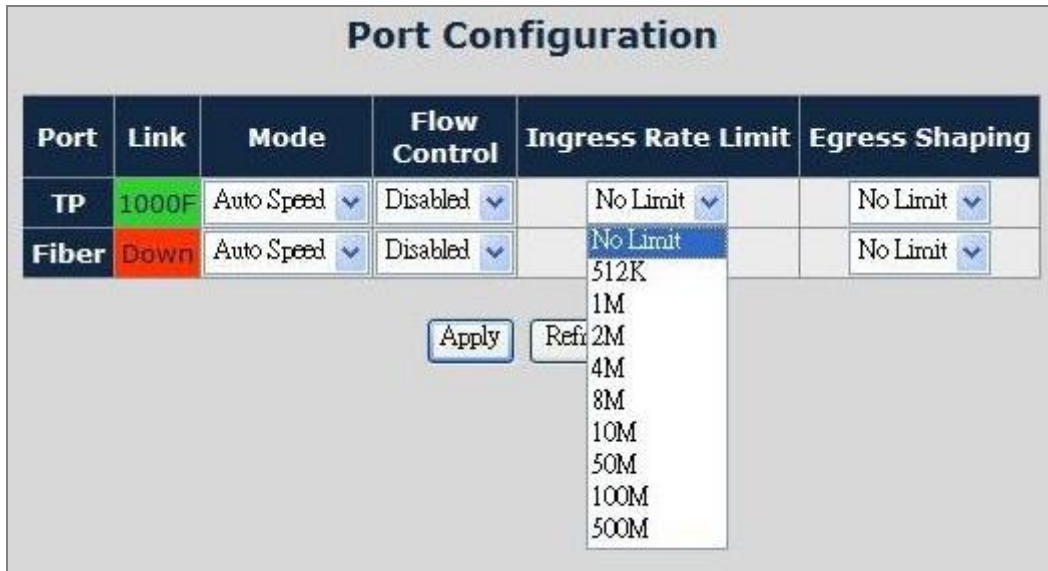 Port Configuration
Port Link Mode Flow Control Ingress Rate Limit Egress Shaping
TP 1000F Auto Speed Disabled No Limit No Limit
Fiber Down Auto Speed Disabled No Limit
No Limit
512K
1M
2M
4M
8M
10M
50M
100M
500M
Apply